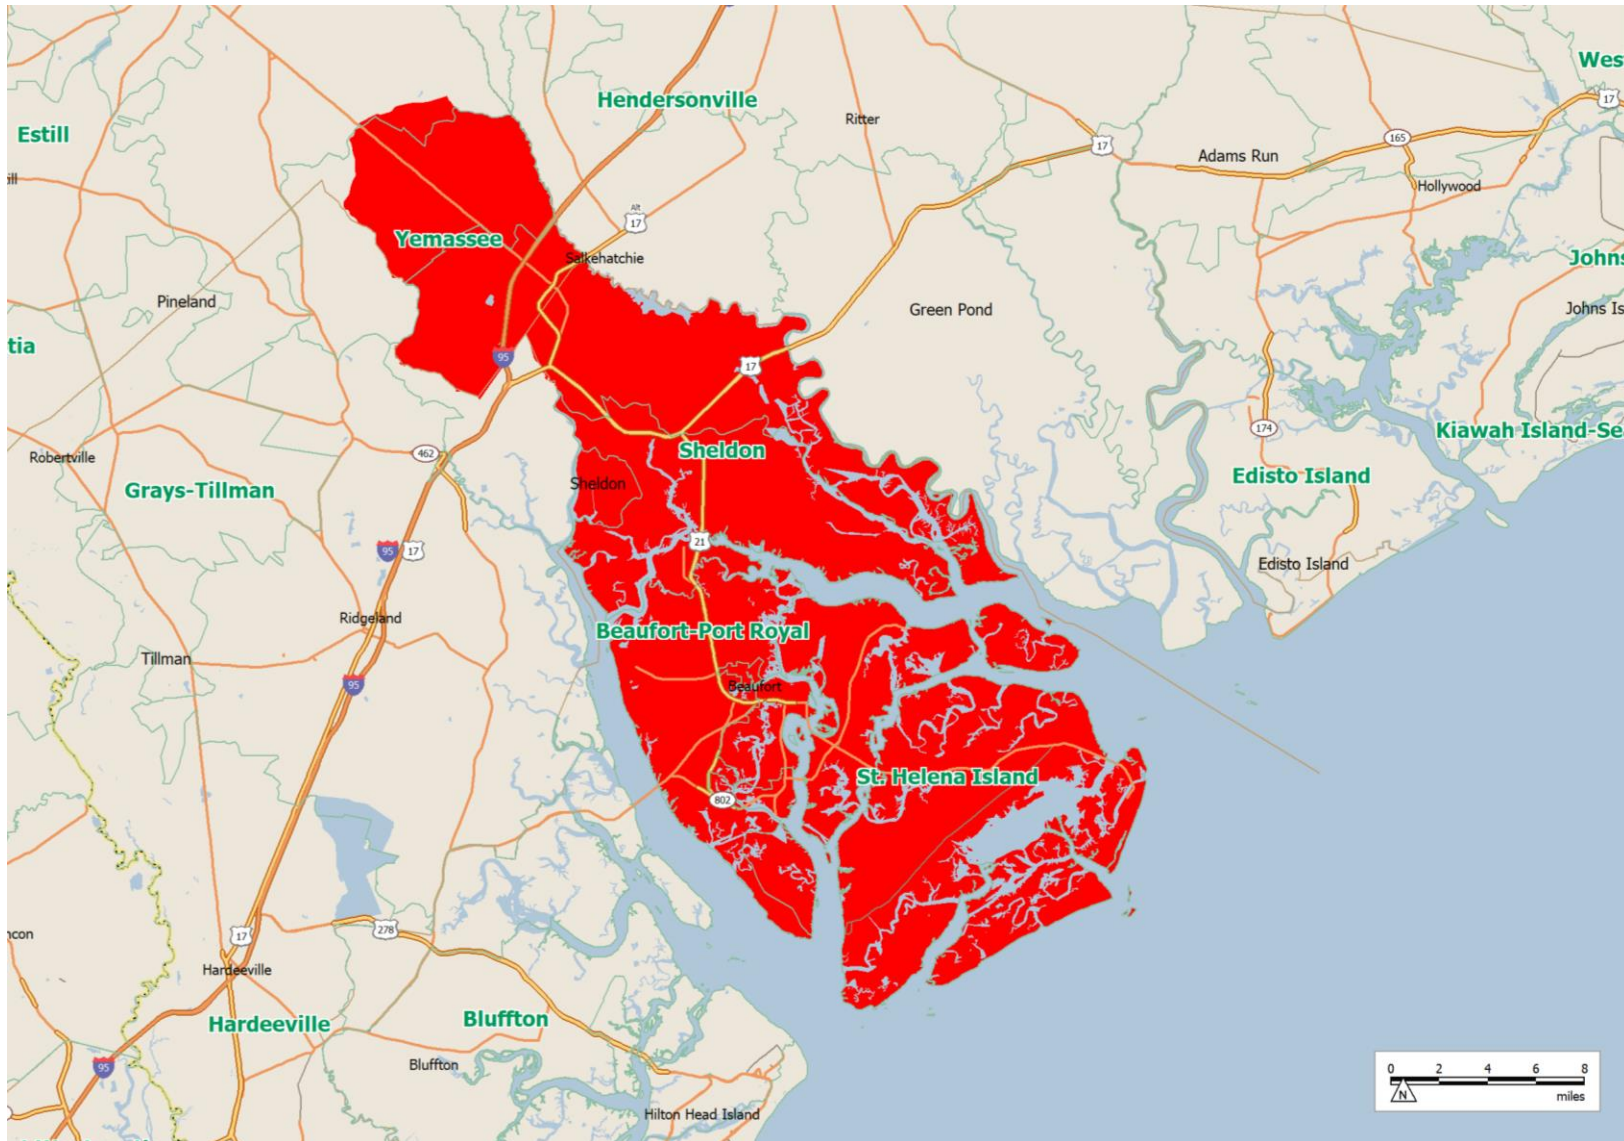 Wes
17
Hendersonville
Estill
Ritter
165
17
Adams Run
ill
Hollywood
Alt
17
Yemassee
Salkehatchie
Johns
Pineland
Green Pond
Johns Is
tia
95
17
174
Kiawah Island-Se
Sheldon
462
Robertville
Edisto Island
Sheldon
Grays-Tillman
21
95
17
Edisto Island
Ridgeland
Beaufort-Port Royal
Tillman
95
Beaufort
St. Helena Island
802
278
17
ncon
Hardeeville
Hardeeville
Bluffton
95
Bluffton
0 2 4 6 8
N
miles
Hilton Head Island